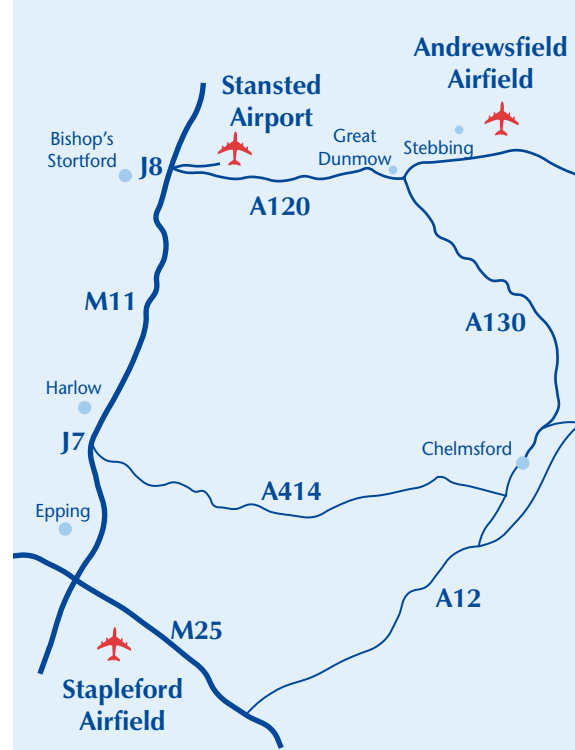 Andrewsfield
Airfield
Stansted
Airport
Bishop's
Stortford
J8
Great
Dunmow
Stebbing
A120
M11
A130
Harlow
J7
Chelmsford
A414
Epping
A12
M25
Stapleford
Airfield